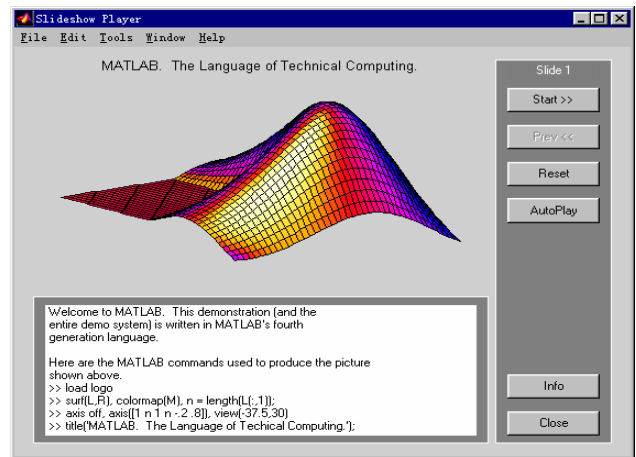 Slideshow Player
File Edit Tools Window Help
MATLAB. The Language of Technical Computing.
Slide 1
Start >>
Prev <<
Reset
AutoPlay
Welcome to MATLAB. This demonstration (and the
entire demo system) is written in MATLAB's fourth
generation language.
Here are the MATLAB commands used to produce the picture
shown above.
>> load logo
>> surf(L,R), colormap(M), n = length(L(:,1));
>> axis off, axis([1 n 1 n -.2 .8]), view(-37.5,30)
>> title('MATLAB. The Language of Techical Computing.');
Info
Close